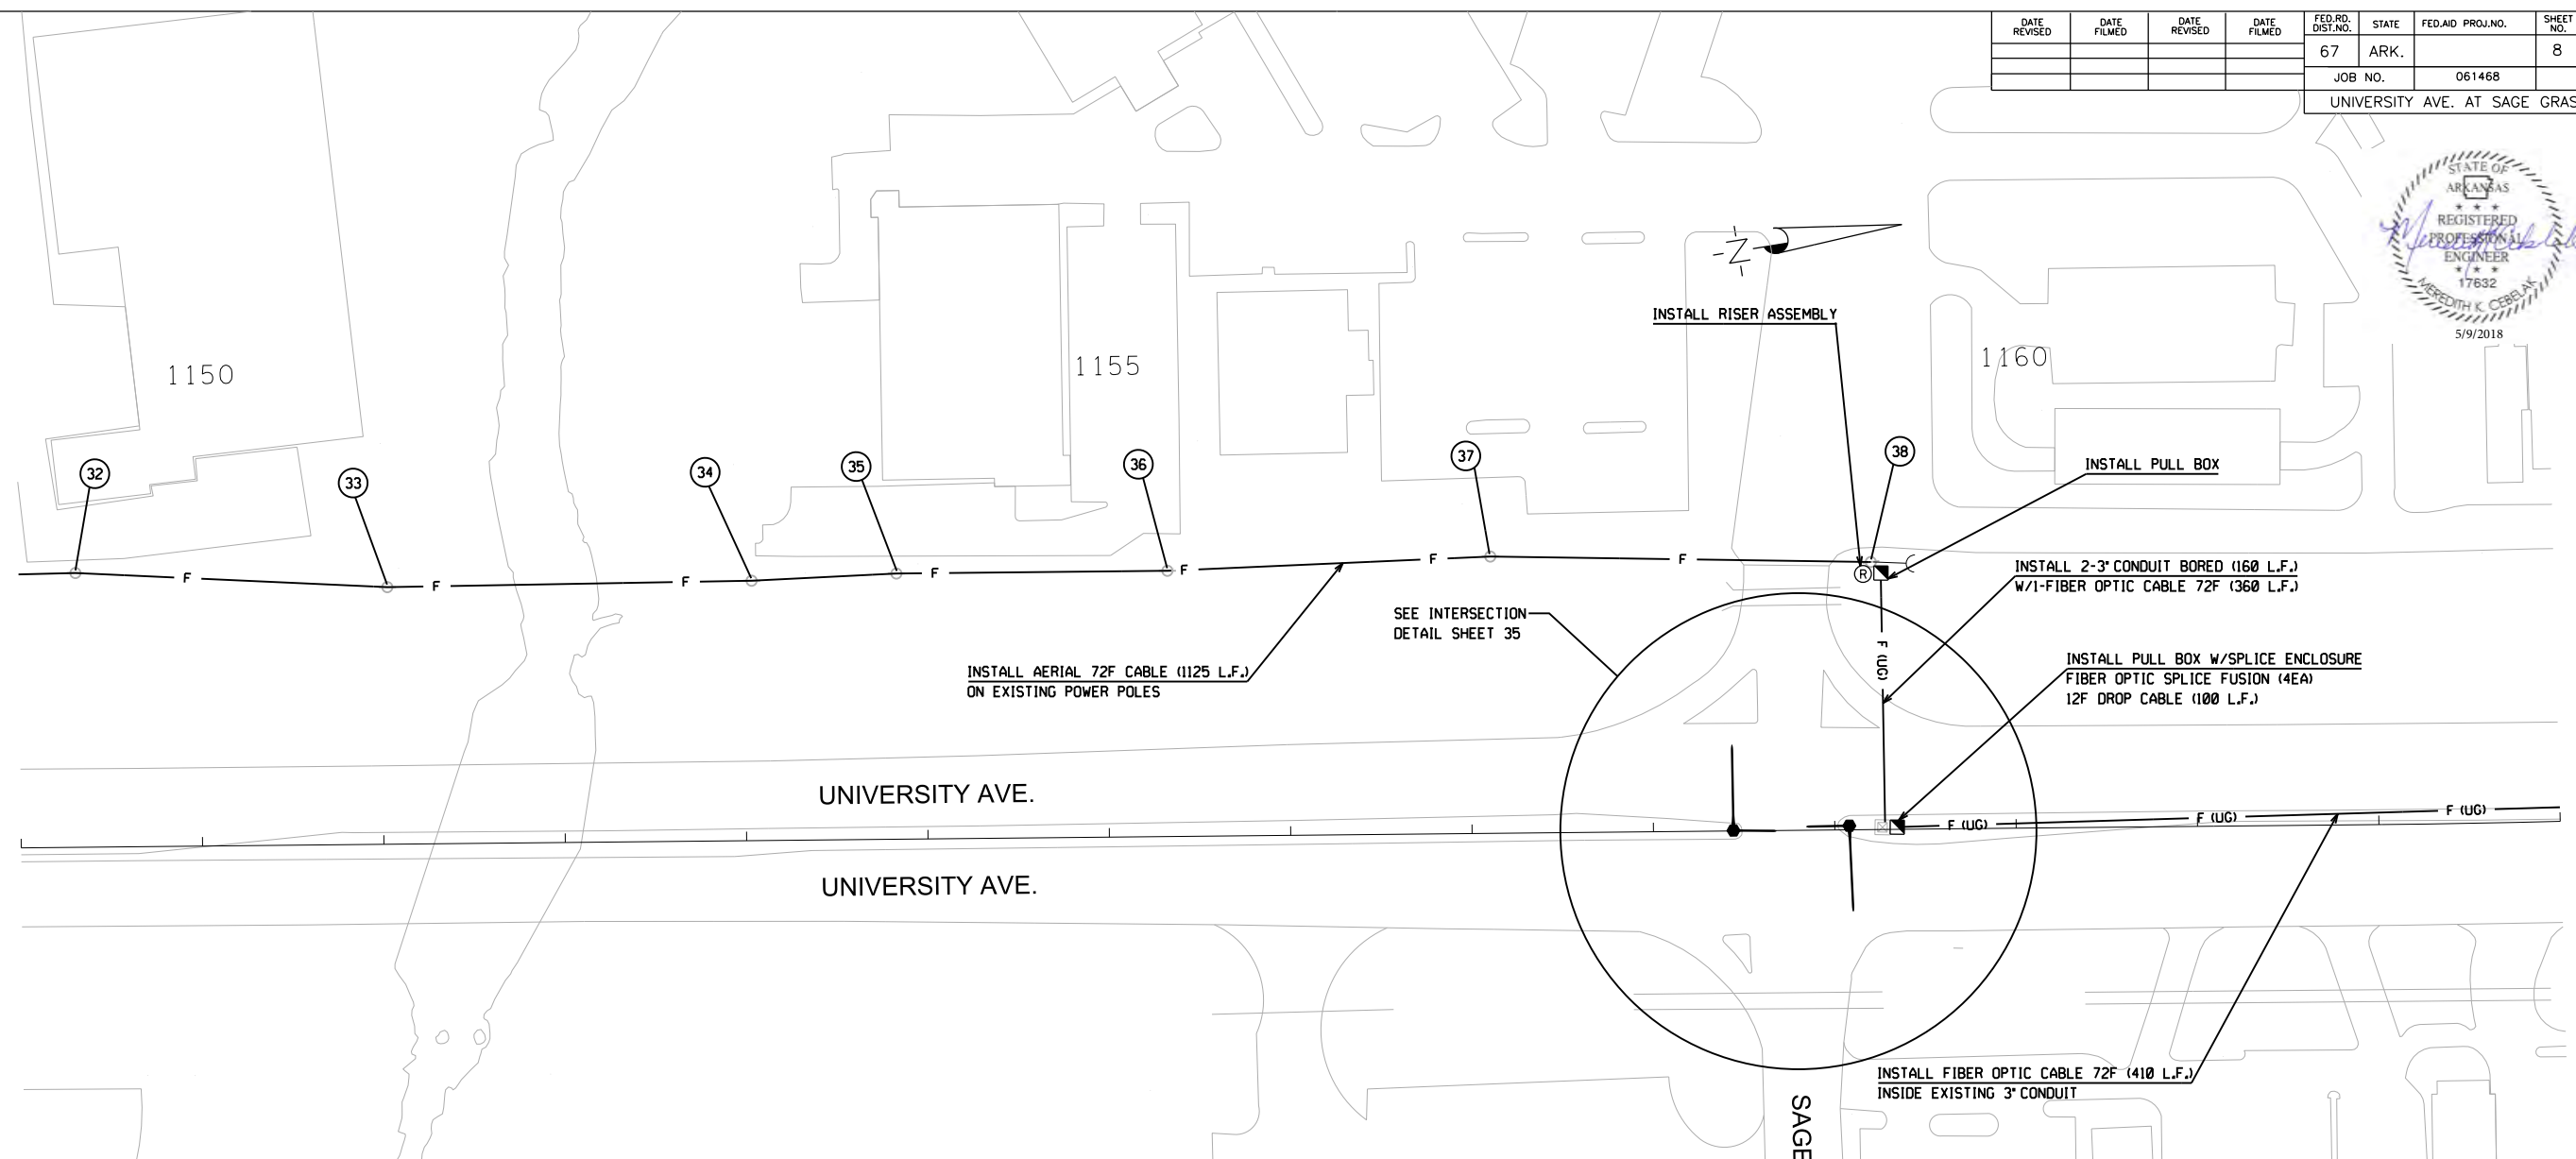 DATE REVISED
DATE FILMED
DATE REVISED
DATE FILMED
FED.RD. DIST.NO.
STATE
FED.AID PROJ.NO.
SHEET NO.
67
ARK.
8
JOB NO.
061468
UNIVERSITY AVE. AT SAGE GRAS
STATE OF
ARKANSAS
★ ★ ★
REGISTERED
PROFESSIONAL
ENGINEER
★ ★ ★
17632
MEREDITH K. CEBELAK
5/9/2018
-N-
INSTALL RISER ASSEMBLY
1150
1155
1160
32
33
34
35
36
37
38
INSTALL PULL BOX
F
F
F
F
F
F
F
R
INSTALL 2-3" CONDUIT BORED (160 L.F.)
W/1-FIBER OPTIC CABLE 72F (360 L.F.)
SEE INTERSECTION
DETAIL SHEET 35
F (UG)
INSTALL AERIAL 72F CABLE (1125 L.F.)
ON EXISTING POWER POLES
INSTALL PULL BOX W/SPLICE ENCLOSURE
FIBER OPTIC SPLICE FUSION (4EA)
12F DROP CABLE (100 L.F.)
UNIVERSITY AVE.
F (UG)
F (UG)
F (UG)
UNIVERSITY AVE.
INSTALL FIBER OPTIC CABLE 72F (410 L.F.)
INSIDE EXISTING 3" CONDUIT
SAGE